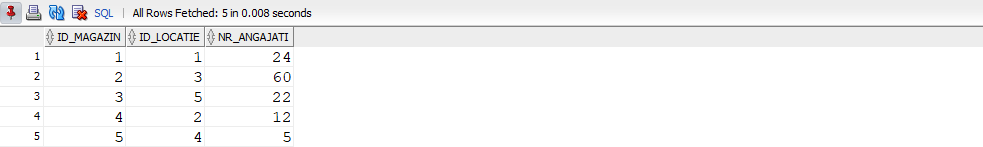 SQL | All Rows Fetched: 5 in 0.008 seconds
ID_MAGAZIN ID_LOCATIE NR_ANGAJATI
1 1 1 24
2 2 3 60
3 3 5 22
4 4 2 12
5 5 4 5